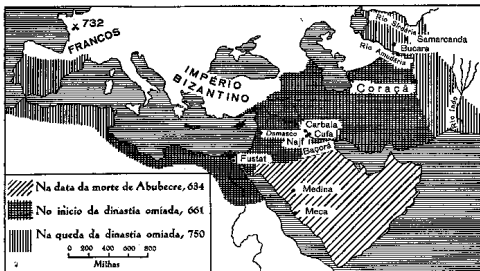 732
FRANCOS
IMPÉRIO
BIZANTINO
Rio Sirdária
Samarcanda
Bucara
Rio Amudária
Coraçã
Rio Indo
Carbala
Damasco
Cufa
Najf
Baçorá
Fustat
Medina
Meca
Na data da morte de Abubecre, 634
No início da dinastia omíada, 661
Na queda da dinastia omíada, 750
0 200 400 600 800
Milhas